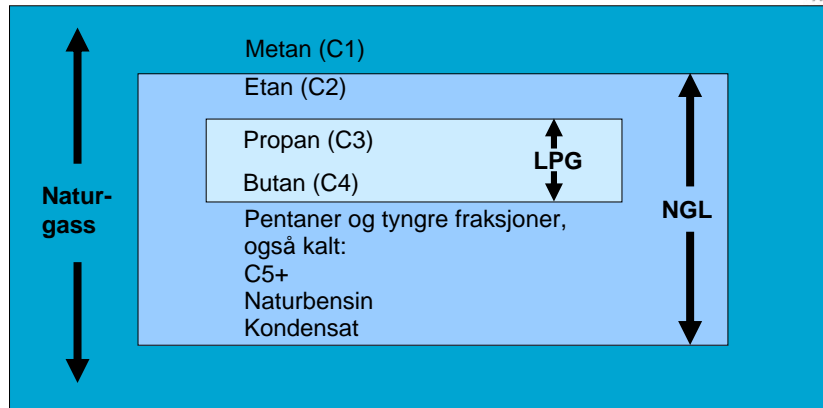 Metan (C1)
Etan (C2)
Propan (C3)
LPG
Butan (C4)
Natur-
gass
NGL
Pentaner og tyngre fraksjoner,
også kalt:
C5+
Naturbensin
Kondensat